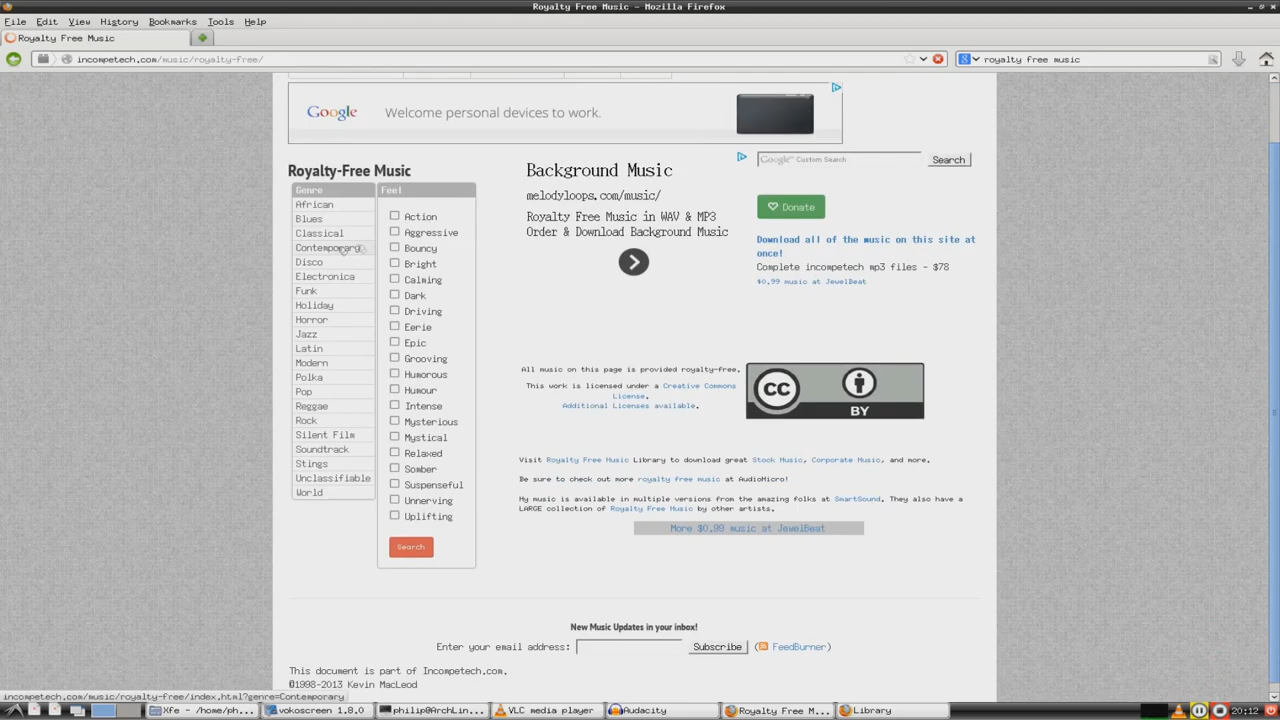 Royalty Free Music - Mozilla Firefox
File Edit View History Bookmarks Tools Help
Royalty Free Music
incompetech.com/music/royalty-free/
royalty free music
Google Welcome personal devices to work.
Royalty-Free Music
Genre
African
Blues
Classical
Contemporary
Disco
Electronica
Funk
Holiday
Horror
Jazz
Latin
Modern
Polka
Pop
Reggae
Rock
Silent Film
Soundtrack
Stings
Unclassifiable
World
Feel
Action
Aggressive
Bouncy
Bright
Calming
Dark
Driving
Eerie
Epic
Grooving
Humorous
Humour
Intense
Mysterious
Mystical
Relaxed
Somber
Suspenseful
Unnerving
Uplifting
Search
Background Music
melodyloops.com/music/
Royalty Free Music in WAV & MP3
Order & Download Background Music
Google™ Custom Search Search
Donate
Download all of the music on this site at
once!
Complete incompetech mp3 files - $78
$0.99 music at JewelBeat
All music on this page is provided royalty-free.
This work is licensed under a Creative Commons
License.
Additional Licenses available.
CC BY
Visit Royalty Free Music Library to download great Stock Music, Corporate Music, and more.
Be sure to check out more royalty free music at AudioMicro!
My music is available in multiple versions from the amazing folks at SmartSound. They also have a
LARGE collection of Royalty Free Music by other artists.
More $0.99 music at JewelBeat
New Music Updates in your inbox!
Enter your email address: Subscribe ( FeedBurner)
This document is part of Incompetech.com.
©1998-2013 Kevin MacLeod
incompetech.com/music/royalty-free/index.html?genre=Contemporary
Xfe - /home/ph... vokoscreen 1.8.0 philip@ArchLin... VLC media player Audacity Royalty Free M... Library 20:12